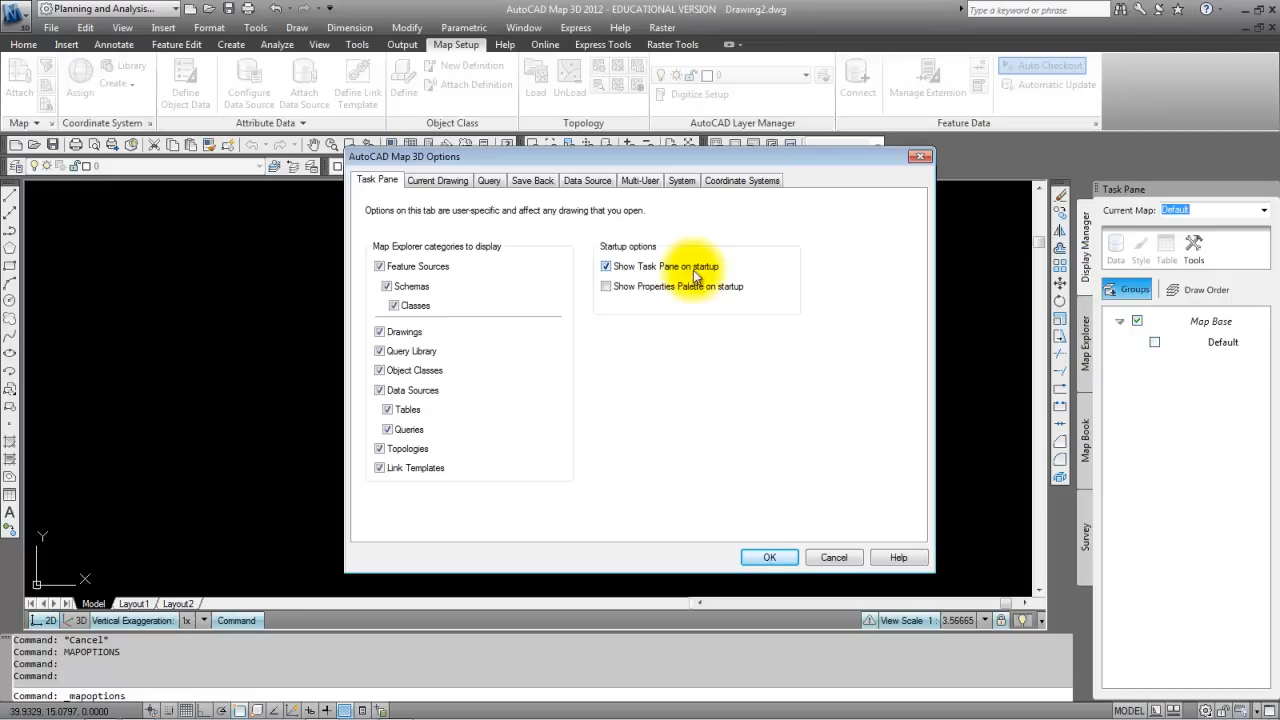 Planning and Analysis...
AutoCAD Map 3D 2012 - EDUCATIONAL VERSION Drawing2.dwg
Type a keyword or phrase
File Edit View Insert Format Tools Draw Dimension Modify Parametric Window Express Help Raster
Home Insert Annotate Feature Edit Create Analyze View Tools Output Map Setup Help Online Express Tools Raster Tools
Attach
Assign
Library
Create
Define
Object Data
Configure
Data Source
Attach
Data Source
Define Link
Template
Define
New Definition
Attach Definition
Load
UnLoad
0
Digitize Setup
Connect
Manage Extension
Auto Checkout
Automatic Update
Map
Coordinate System
Attribute Data
Object Class
Topology
AutoCAD Layer Manager
Feature Data
0
AutoCAD Map 3D Options
Task Pane Current Drawing Query Save Back Data Source Multi-User System Coordinate Systems
Options on this tab are user-specific and affect any drawing that you open.
Map Explorer categories to display
Feature Sources
Schemas
Classes
Drawings
Query Library
Object Classes
Data Sources
Tables
Queries
Topologies
Link Templates
Startup options
Show Task Pane on startup
Show Properties Palette on startup
OK Cancel Help
Task Pane
Current Map: Default
Data Style Table Tools
Groups Draw Order
Map Base
Default
Display Manager
Map Explorer
Map Book
Survey
Y
X
A
Model Layout1 Layout2
2D 3D Vertical Exaggeration: 1x Command
View Scale 1 : 3.56665
Command: "Cancel"
Command: MAPOPTIONS
Command:
Command:
Command: _mapoptions
39.9329, 15.0797, 0.0000
MODEL